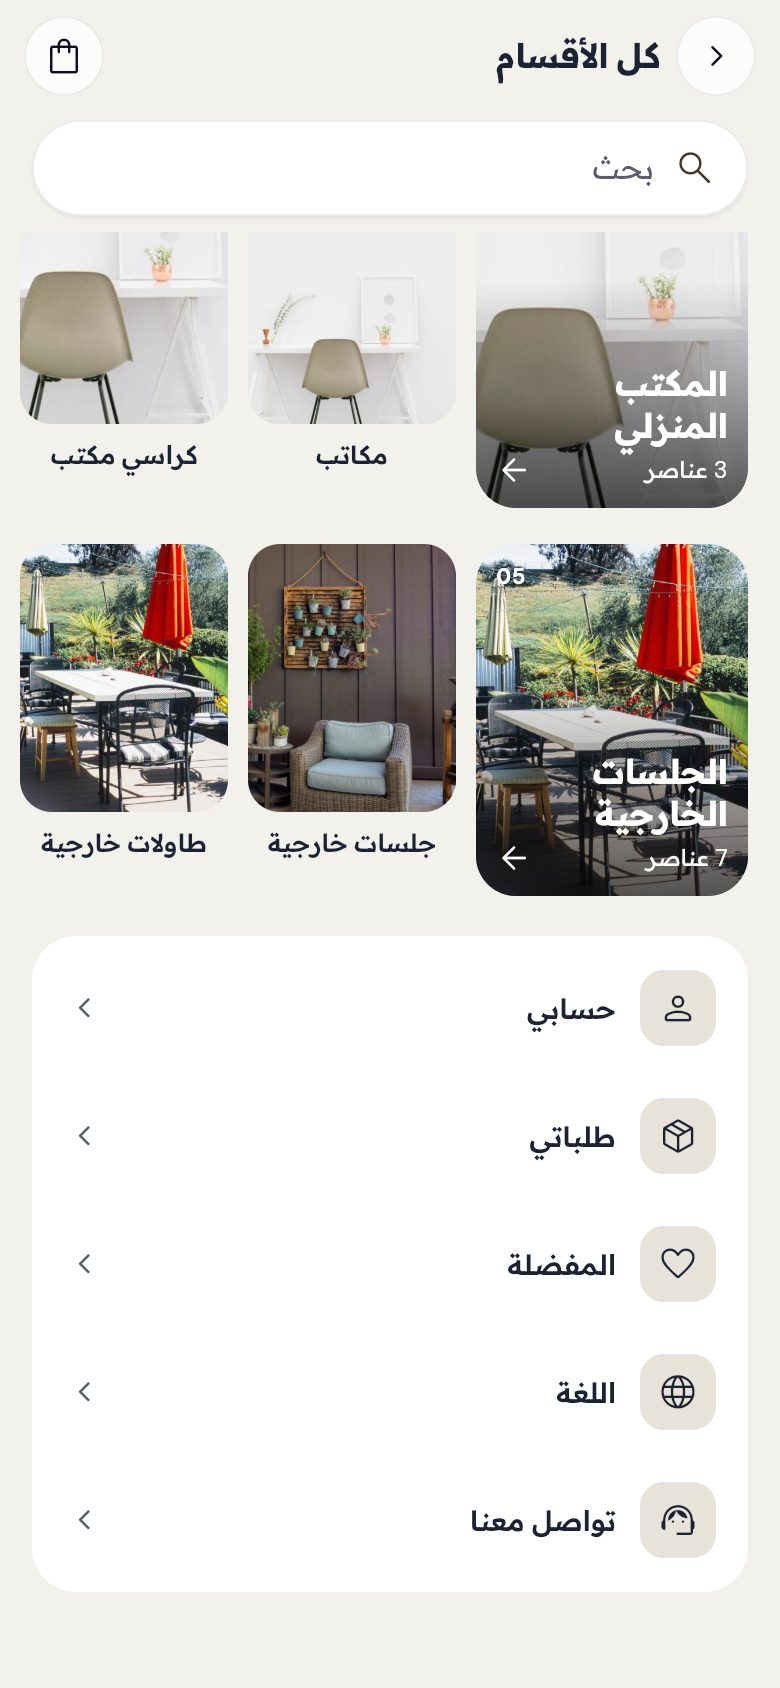 كل الأقسام
بحث
المكتب
المنزلي
3 عناصر
مكاتب
كراسي مكتب
05
الجلسات
الخارجية
7 عناصر
جلسات خارجية
طاولات خارجية
حسابي
طلباتي
المفضلة
اللغة
تواصل معنا